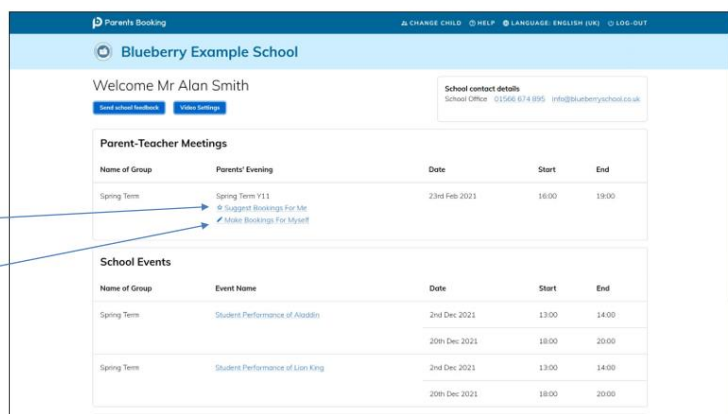 Parents Booking CHANGE CHILD HELP LANGUAGE: ENGLISH (UK) LOG-OUT
Blueberry Example School
Welcome Mr Alan Smith
Send school feedback Video Settings
School contact details
School Office 01566 674 895 info@blueberryschool.co.uk
Parent-Teacher Meetings
Name of Group Parents' Evening Date Start End
Spring Term Spring Term Y11 23rd Feb 2021 16:00 19:00
Suggest Bookings For Me
Make Bookings For Myself
School Events
Name of Group Event Name Date Start End
Spring Term Student Performance of Aladdin 2nd Dec 2021 13:00 14:00
20th Dec 2021 18:00 20:00
Spring Term Student Performance of Lion King 2nd Dec 2021 13:00 14:00
20th Dec 2021 18:00 20:00